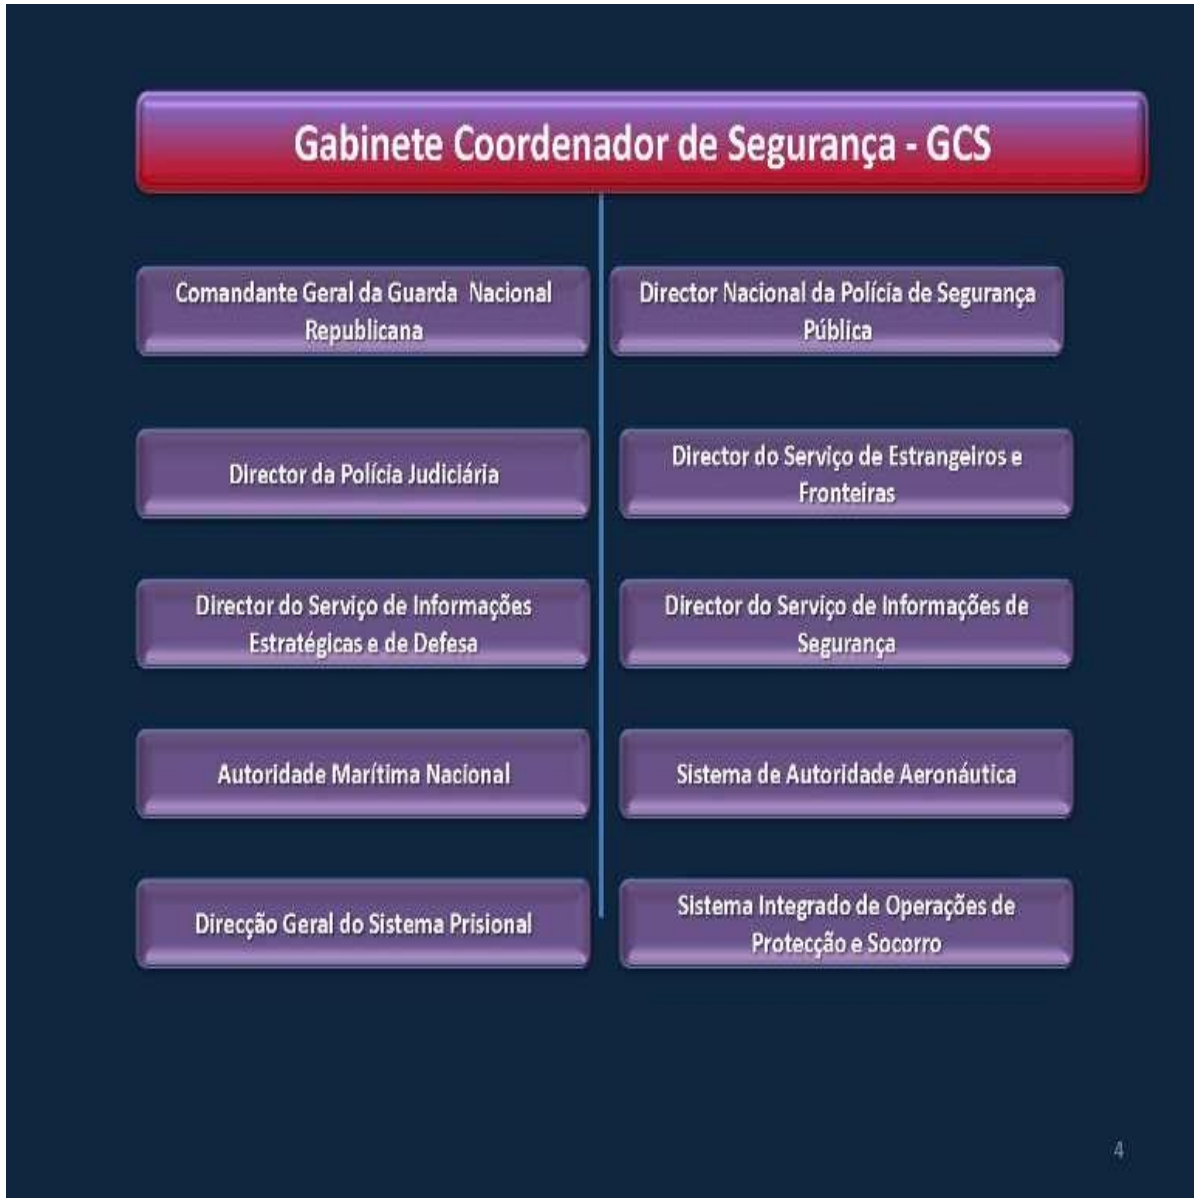 Gabinete Coordenador de Segurança - GCS
Comandante Geral da Guarda Nacional
Republicana
Director Nacional da Polícia de Segurança
Pública
Director da Polícia Judiciária
Director do Serviço de Estrangeiros e
Fronteiras
Director do Serviço de Informações
Estratégicas e de Defesa
Director do Serviço de Informações de
Segurança
Autoridade Marítima Nacional
Sistema de Autoridade Aeronáutica
Direcção Geral do Sistema Prisional
Sistema Integrado de Operações de
Protecção e Socorro
4